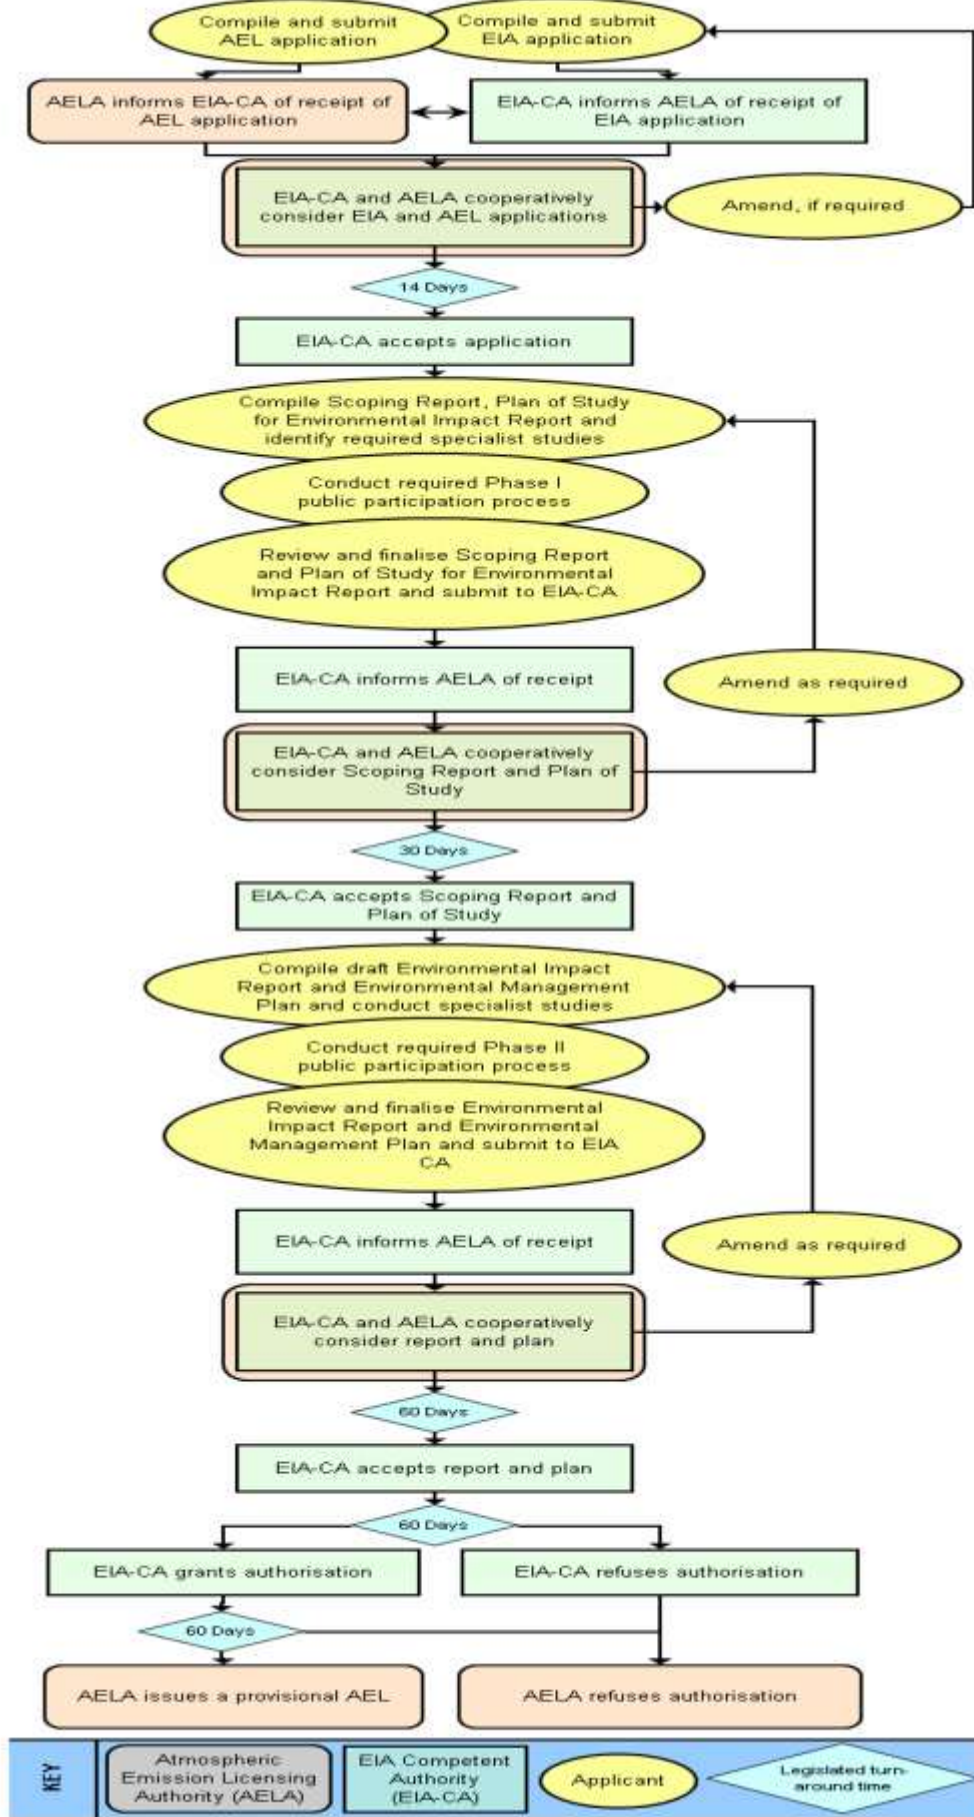 Compile and submit
AEL application
Compile and submit
EIA application
AELA informs EIA-CA of receipt of
AEL application
EIA-CA informs AELA of receipt of
EIA application
EIA-CA and AELA cooperatively
consider EIA and AEL applications
Amend, if required
14 Days
EIA-CA accepts application
Compile Scoping Report, Plan of Study
for Environmental Impact Report and
identify required specialist studies
Conduct required Phase I
public participation process
Review and finalise Scoping Report
and Plan of Study for Environmental
Impact Report and submit to EIA-CA
EIA-CA informs AELA of receipt
Amend as required
EIA-CA and AELA cooperatively
consider Scoping Report and Plan of
Study
30 Days
EIA-CA accepts Scoping Report and
Plan of Study
Compile draft Environmental Impact
Report and Environmental Management
Plan and conduct specialist studies
Conduct required Phase II
public participation process
Review and finalise Environmental
Impact Report and Environmental
Management Plan and submit to EIA
CA
EIA-CA informs AELA of receipt
Amend as required
EIA-CA and AELA cooperatively
consider report and plan
60 Days
EIA-CA accepts report and plan
60 Days
EIA-CA grants authorisation
EIA-CA refuses authorisation
60 Days
AELA issues a provisional AEL
AELA refuses authorisation
KEY
Atmospheric
Emission Licensing
Authority (AELA)
EIA Competent
Authority
(EIA-CA)
Applicant
Legislated turn-
around time